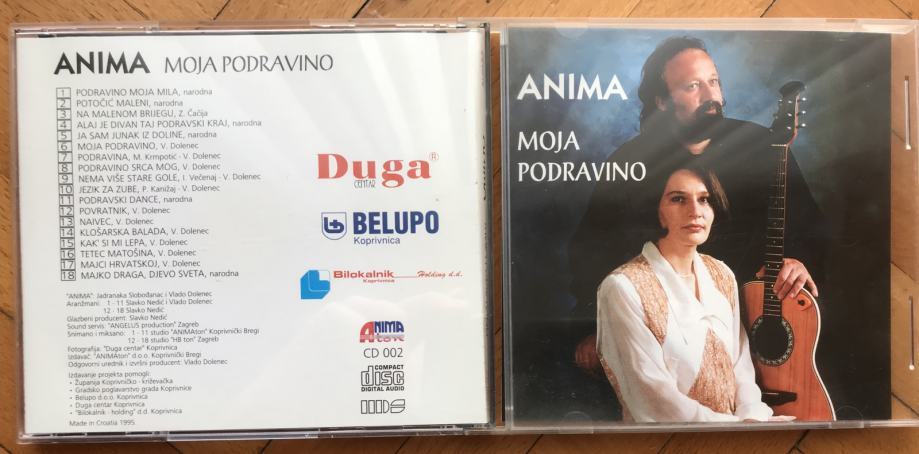 ANIMA MOJA PODRAVINO
1 PODRAVINO MOJA MILA, narodna
2 POTOČIĆ MALENI, narodna
3 NA MALENOM BRIJEGU, Z. Čačija
4 ALAJ JE DIVAN TAJ PODRAVSKI KRAJ, narodna
5 JA SAM JUNAK IZ DOLINE, narodna
6 MOJA PODRAVINO, V. Dolenec
7 PODRAVINA, M. Krmpotić - V. Dolenec
8 PODRAVINO SRCA MOG, V. Dolenec
9 NEMA VIŠE STARE GOLE, I. Večenaj - V. Dolenec
10 JEZIK ZA ZUBE, P. Kanižaj - V. Dolenec
11 PODRAVSKI DANCE, narodna
12 POVRATNIK, V. Dolenec
13 NAIVEC, V. Dolenec
14 KLOŠARSKA BALADA, V. Dolenec
15 KAK' SI MI LEPA, V. Dolenec
16 TETEC MATOŠINA, V. Dolenec
17 MAJCI HRVATSKOJ, V. Dolenec
18 MAJKO DRAGA, DJEVO SVETA, narodna
"ANIMA": Jadranaka Slobođanac i Vlado Dolenec
Aranžmani: 1 - 11 Slavko Nedić i Vlado Dolenec
12 - 18 Slavko Nedić
Glazbeni producent: Slavko Nedić
Sound servis: "ANGELUS production" Zagreb
Snimano i miksano: 1 - 11 studio "ANIMAton" Koprivnički Bregi
12 - 18 studio "HB ton" Zagreb
Fotografija: "Duga centar" Koprivnica
Izdavač: "ANIMAton" d.o.o. Koprivnički Bregi
Odgovorni urednik i izvršni producent: Vlado Dolenec
Izdavanje projekta pomogli:
• Županija Koprivničko - križevačka
• Gradsko poglavarstvo grada Koprivnice
• Belupo d.o.o. Koprivnica
• Duga centar Koprivnica
• "Bilokalnik - holding" d.d. Koprivnica
Made in Croatia 1995.
Duga®
CENTAR
BELUPO
Koprivnica
Bilokalnik Holding d.d.
Koprivnica
ANIMA
Aton
CD 002
COMPACT
disc
DIGITAL AUDIO
ANIMA
MOJA
PODRAVINO